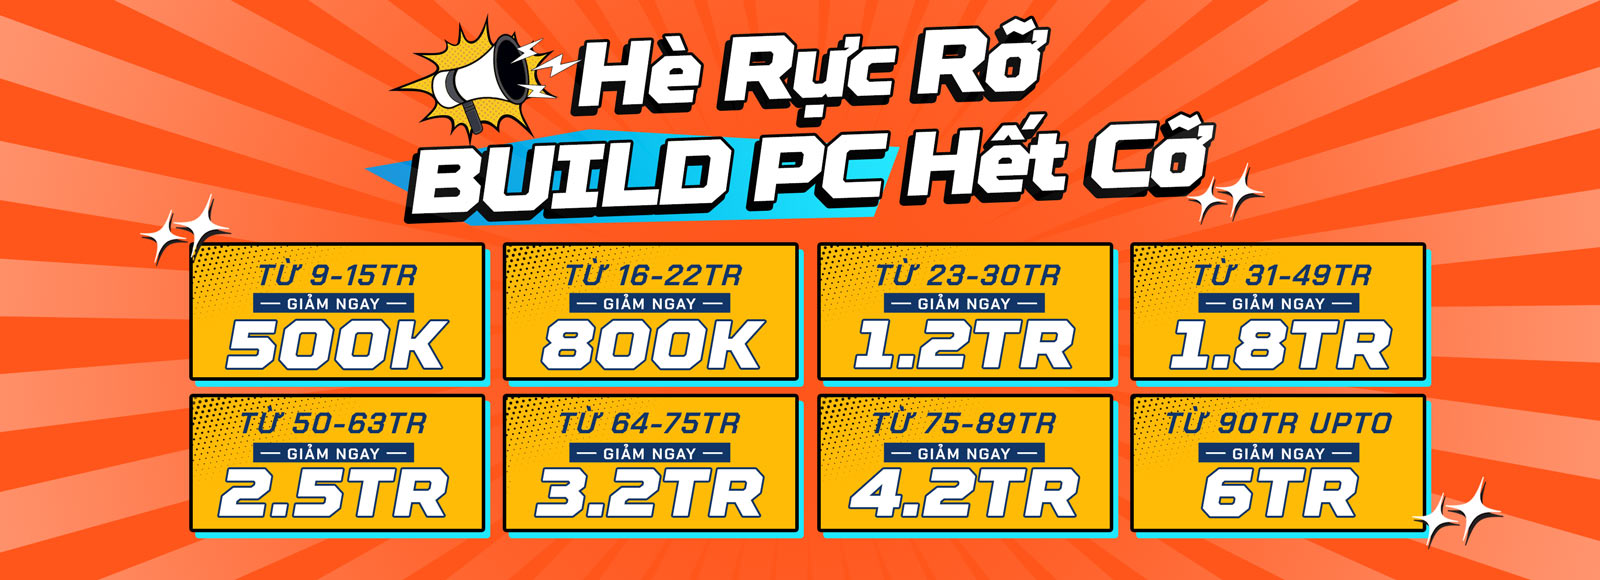 Hè Rực Rỡ
BUILD PC Hết Cỡ
TỪ 9-15TR
GIẢM NGAY
500K
TỪ 16-22TR
GIẢM NGAY
800K
TỪ 23-30TR
GIẢM NGAY
1.2TR
TỪ 31-49TR
GIẢM NGAY
1.8TR
TỪ 50-63TR
GIẢM NGAY
2.5TR
TỪ 64-75TR
GIẢM NGAY
3.2TR
TỪ 75-89TR
GIẢM NGAY
4.2TR
TỪ 90TR UPTO
GIẢM NGAY
6TR